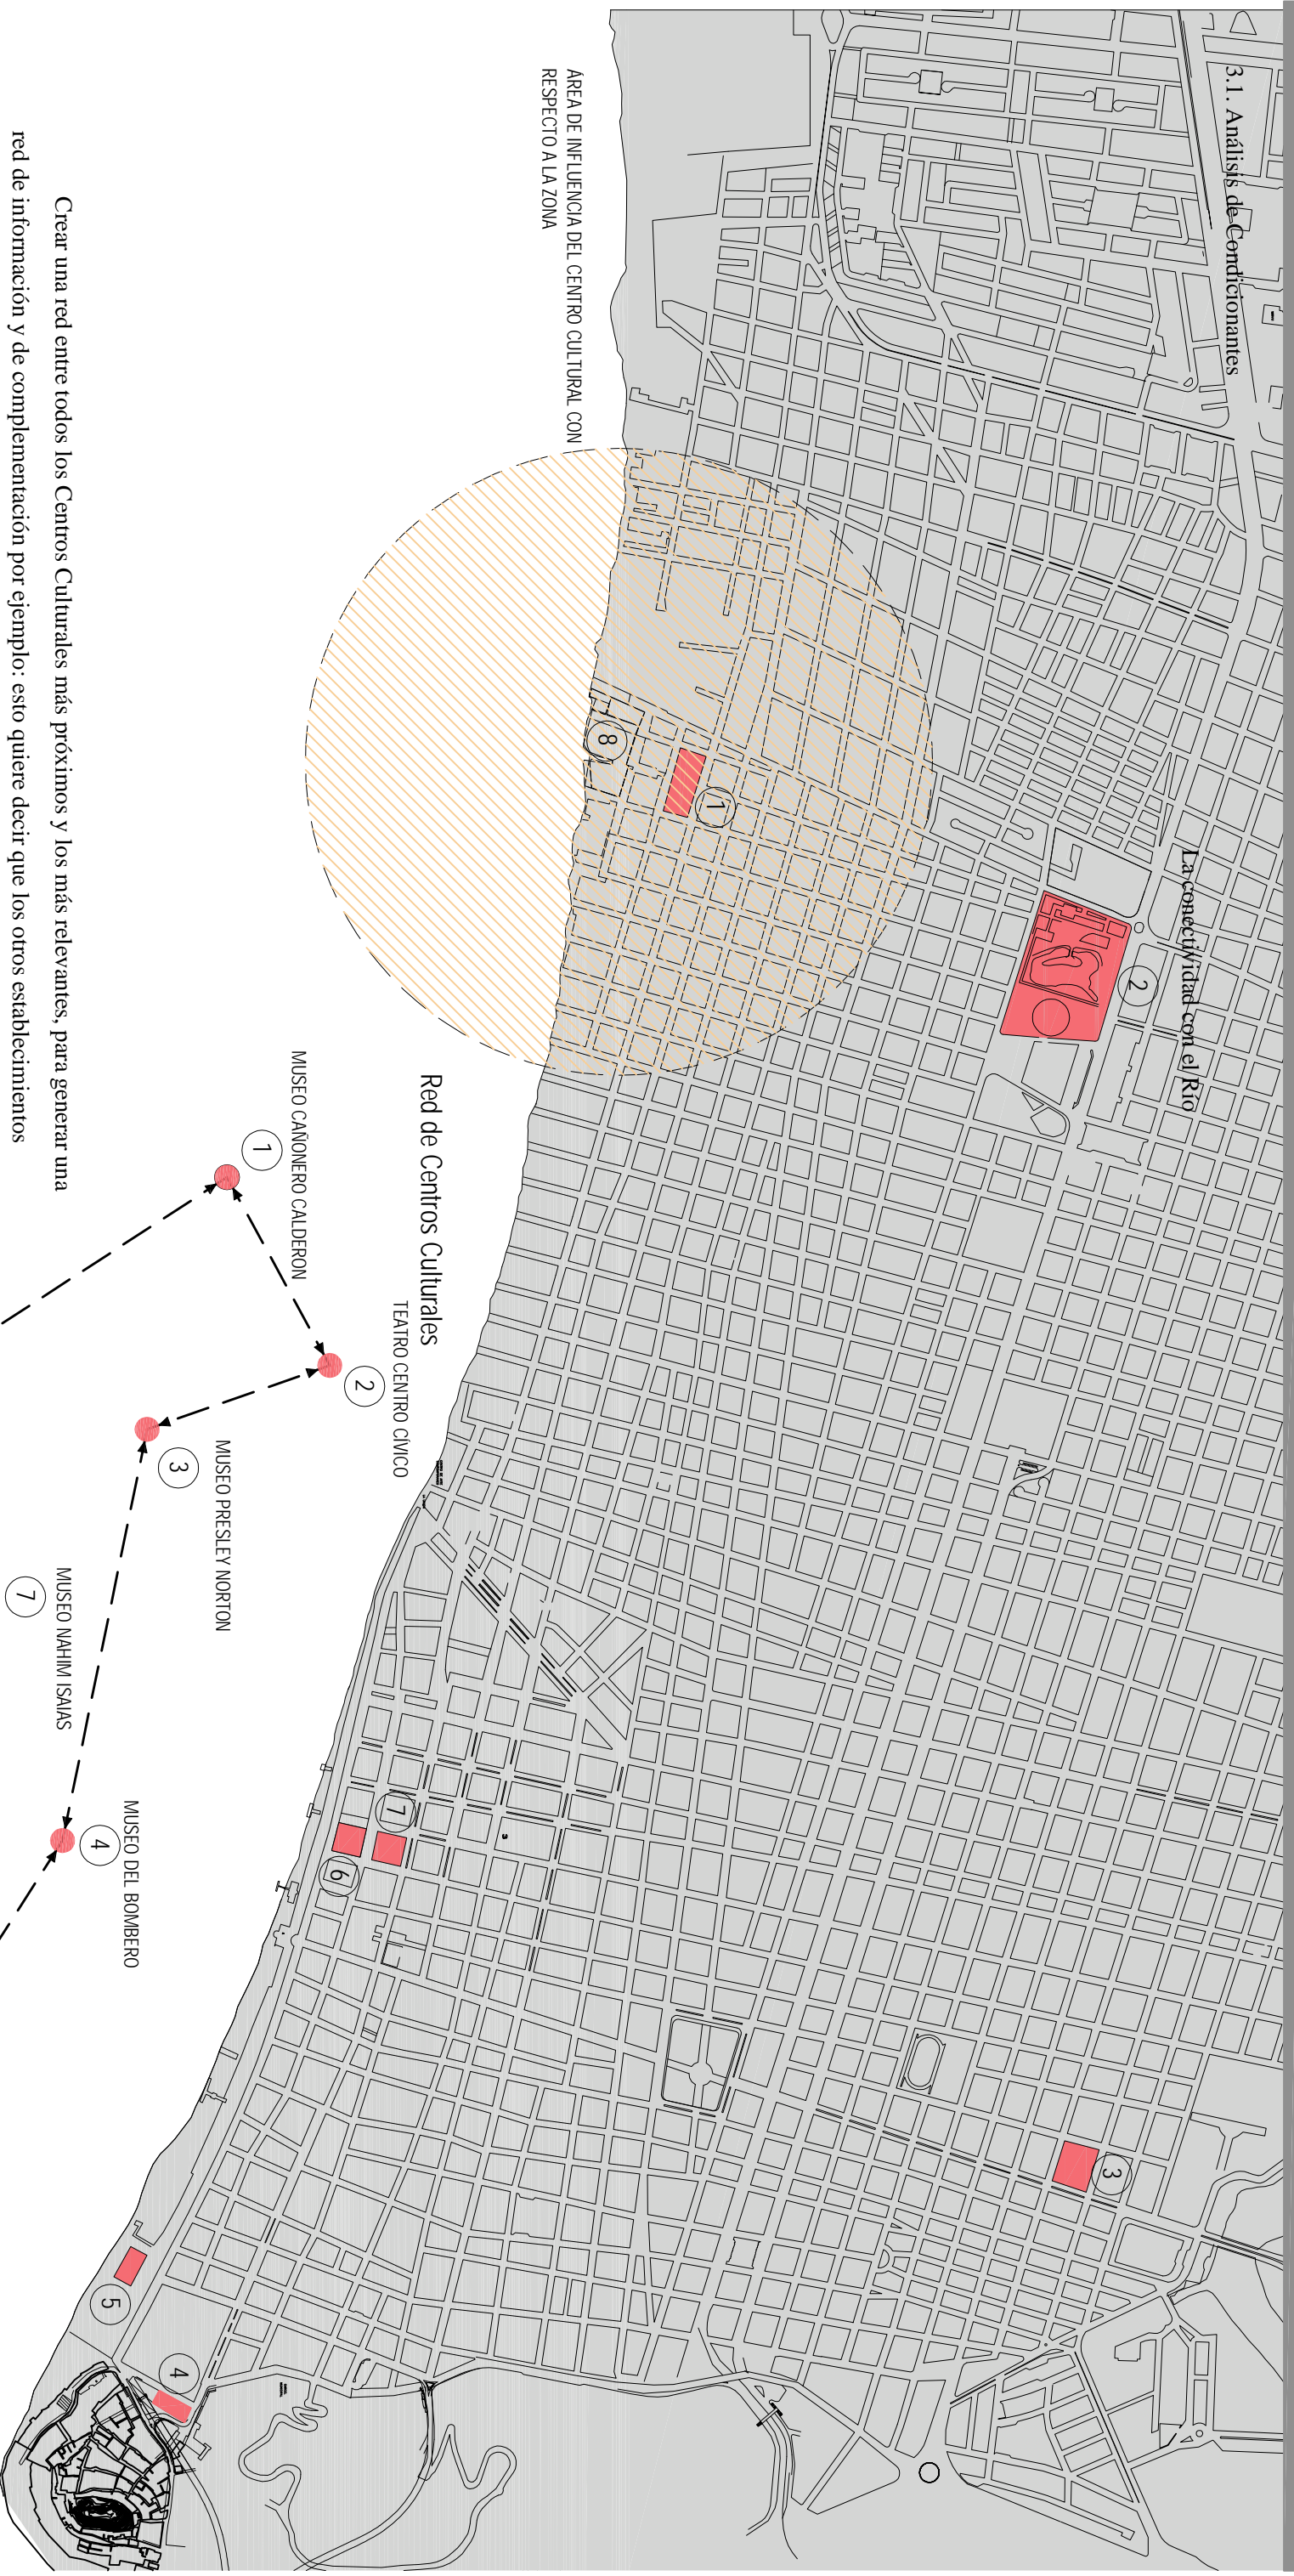 3.1. Análisis de Condicionantes
La conectividad con el Río
2
3
1
8
ÁREA DE INFLUENCIA DEL CENTRO CULTURAL CON
RESPECTO A LA ZONA
7
6
5
4
Red de Centros Culturales
TEATRO CENTRO CÍVICO
2
MUSEO CAÑONERO CALDERON
1
MUSEO PRESLEY NORTON
3
MUSEO DEL BOMBERO
4
MUSEO NAHIM ISAIAS
7
Crear una red entre todos los Centros Culturales más próximos y los más relevantes, para generar una
red de información y de complementación por ejemplo: esto quiere decir que los otros establecimientos